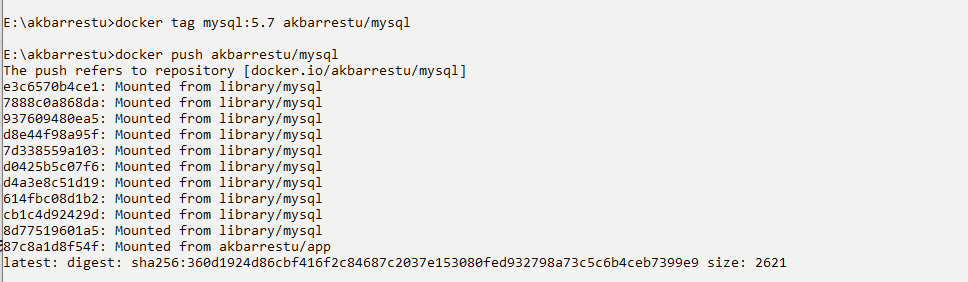 E:\akbarrestu>docker tag mysql:5.7 akbarrestu/mysql
E:\akbarrestu>docker push akbarrestu/mysql
The push refers to repository [docker.io/akbarrestu/mysql]
e3c6570b4ce1: Mounted from library/mysql
7888c0a868da: Mounted from library/mysql
937609480ea5: Mounted from library/mysql
d8e44f98a95f: Mounted from library/mysql
7d338559a103: Mounted from library/mysql
d0425b5c07f6: Mounted from library/mysql
d4a3e8c51d19: Mounted from library/mysql
614fbc08d1b2: Mounted from library/mysql
cb1c4d92429d: Mounted from library/mysql
8d77519601a5: Mounted from library/mysql
87c8a1d8f54f: Mounted from akbarrestu/app
latest: digest: sha256:360d1924d86cbf416f2c84687c2037e153080fed932798a73c5c6b4ceb7399e9 size: 2621